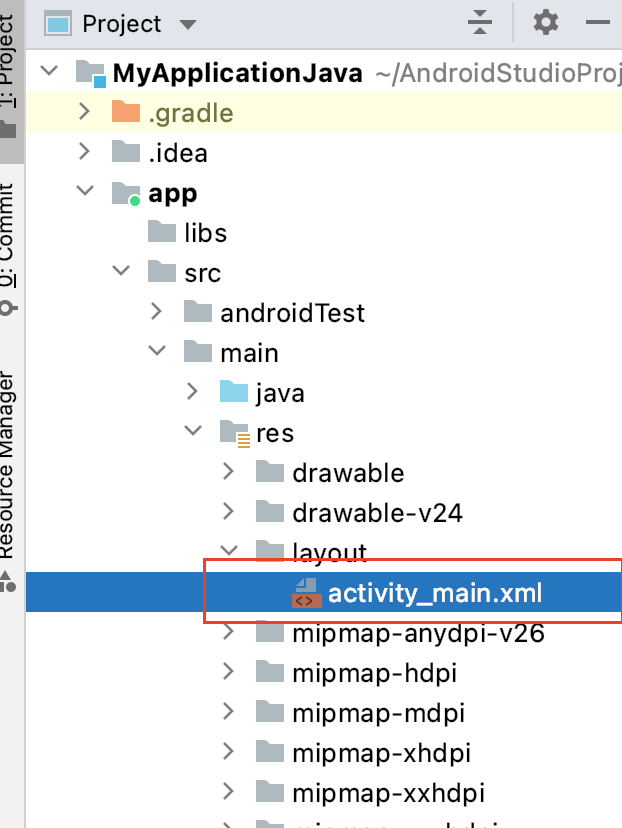 Project
MyApplicationJava ~/AndroidStudioProj
.gradle
.idea
app
libs
src
androidTest
main
java
res
drawable
drawable-v24
layout
activity_main.xml
mipmap-anydpi-v26
mipmap-hdpi
mipmap-mdpi
mipmap-xhdpi
mipmap-xxhdpi
1: Project
0: Commit
Resource Manager